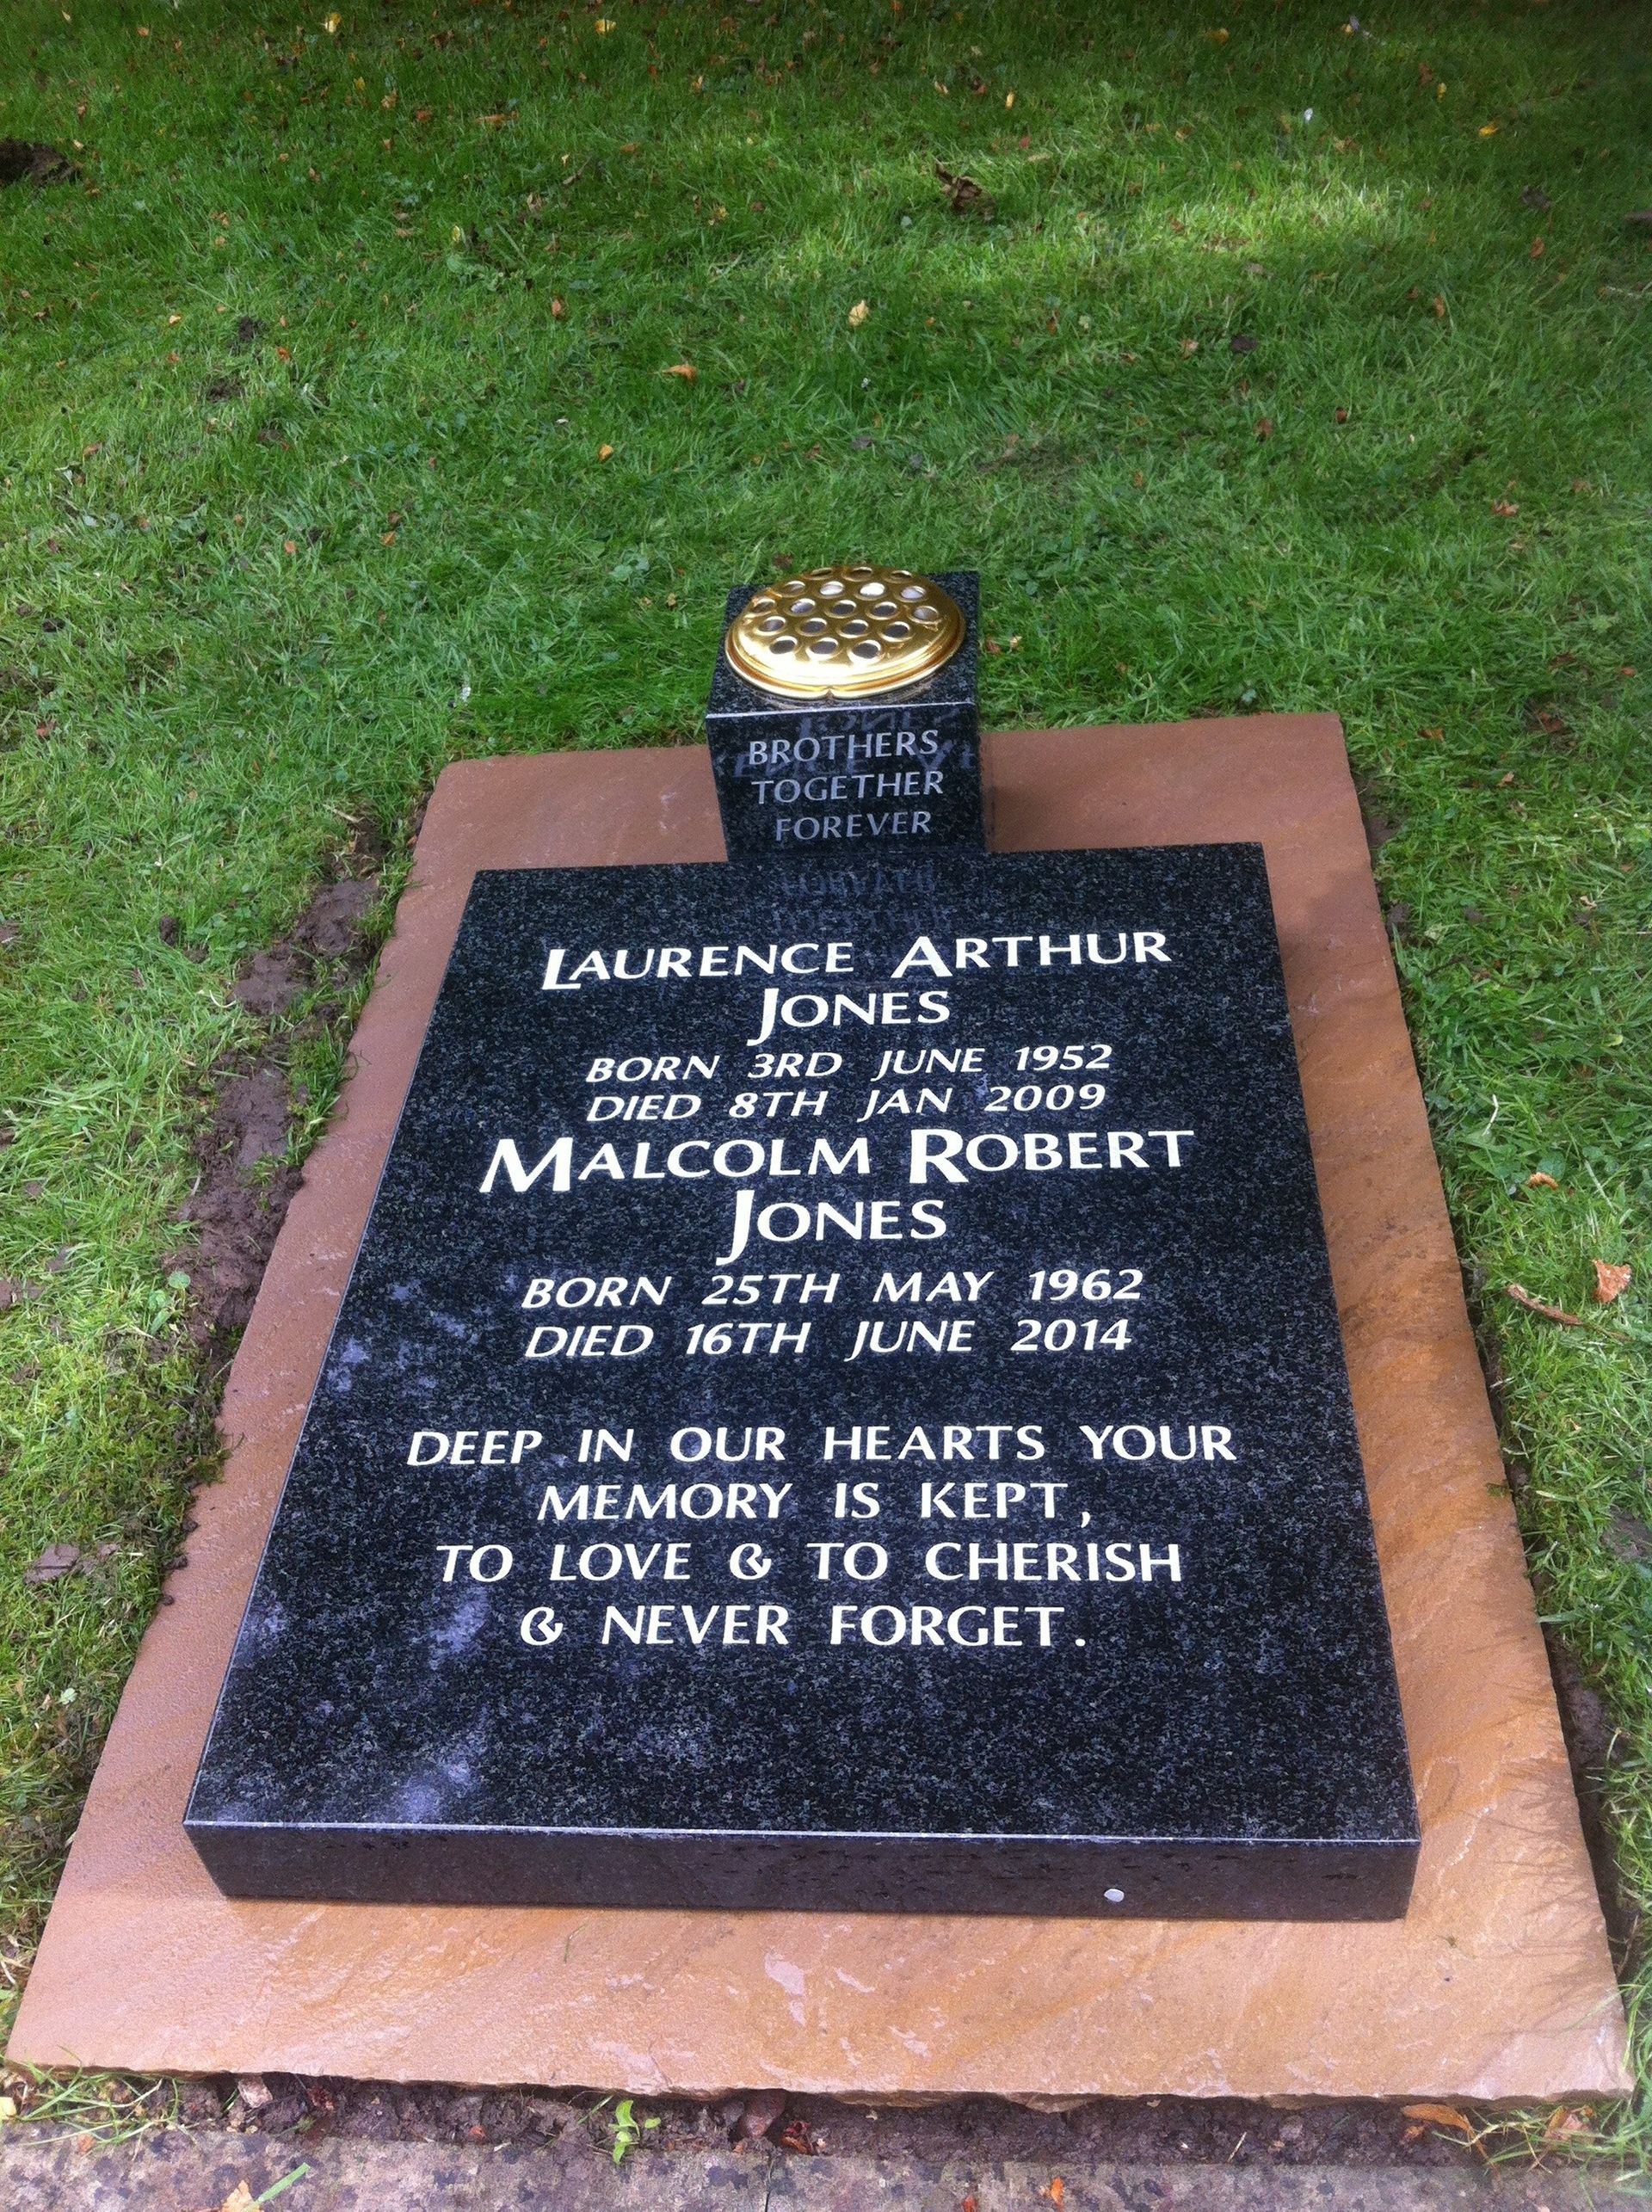 BROTHERS
TOGETHER
FOREVER
LAURENCE ARTHUR
JONES
BORN 3RD JUNE 1952
DIED 8TH JAN 2009
MALCOLM ROBERT
JONES
BORN 25TH MAY 1962
DIED 16TH JUNE 2014
DEEP IN OUR HEARTS YOUR
MEMORY IS KEPT,
TO LOVE & TO CHERISH
& NEVER FORGET.